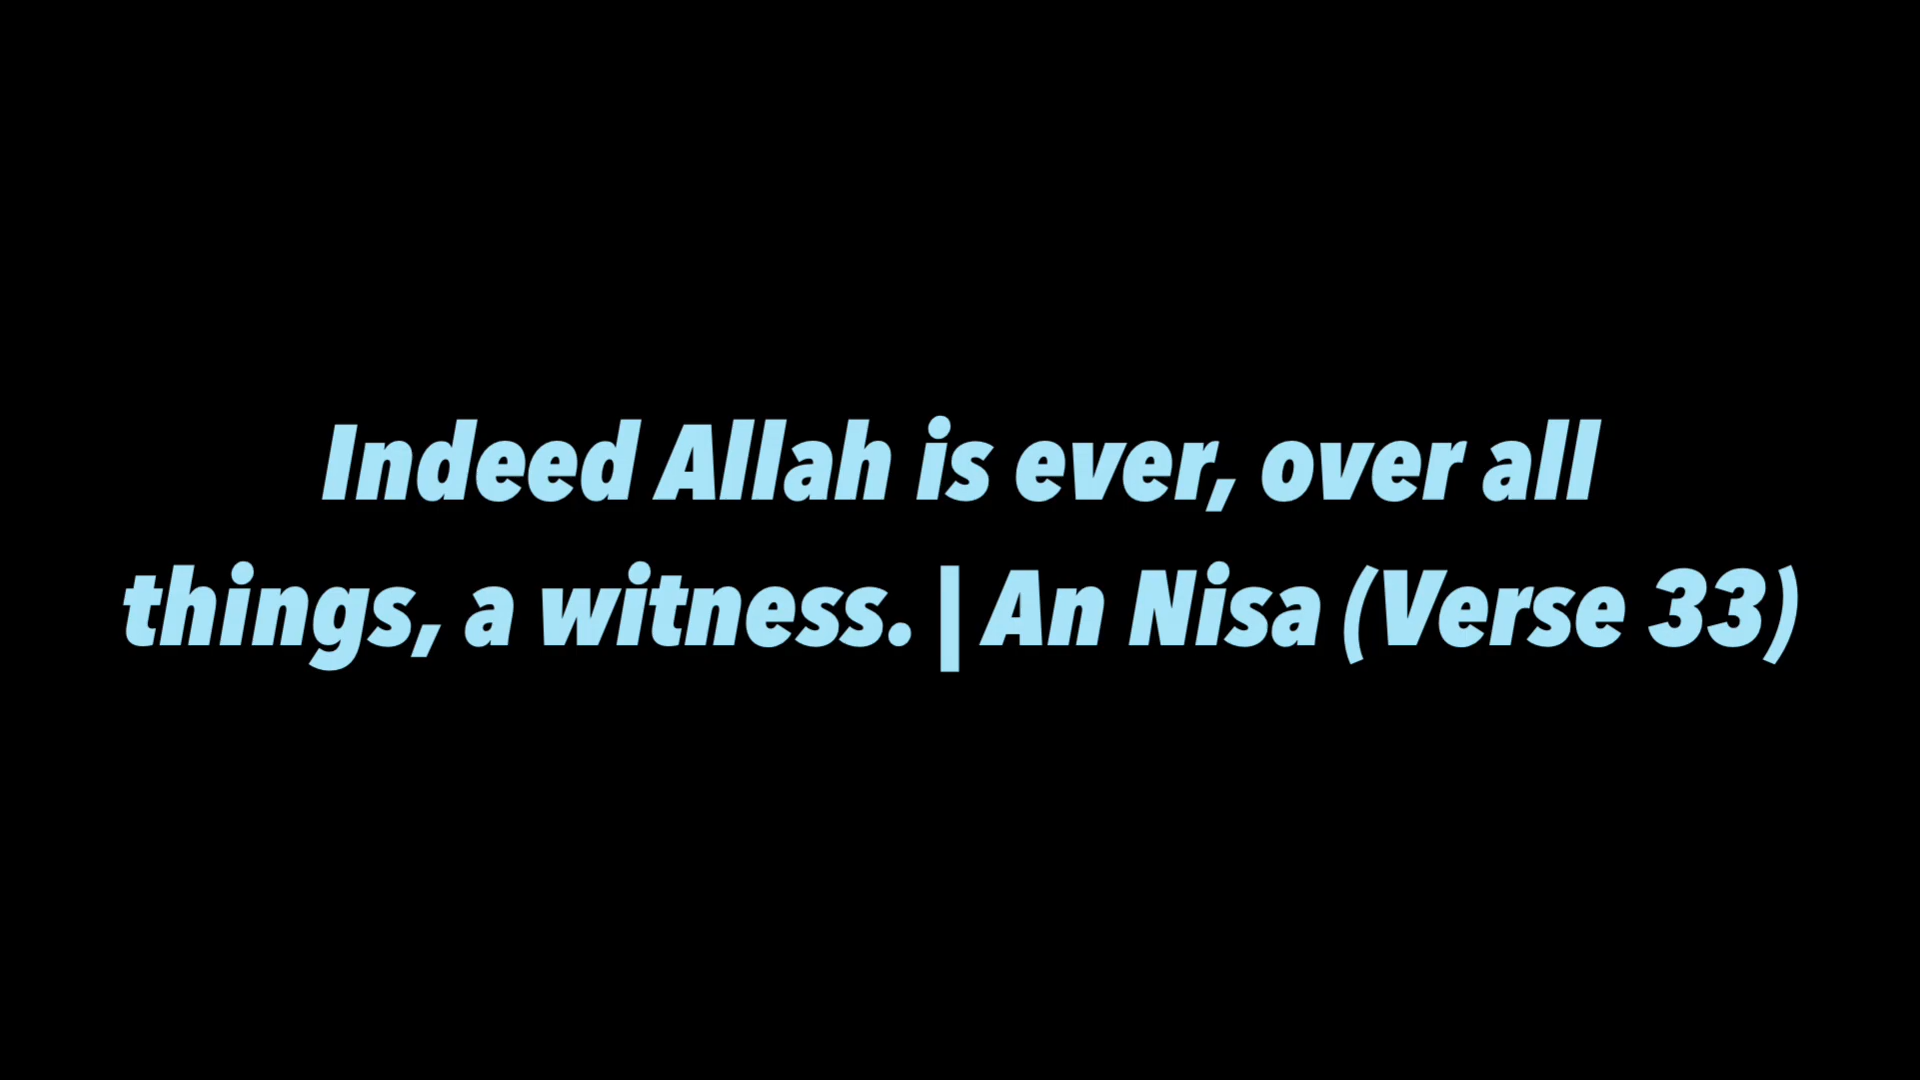 Indeed Allah is ever, over all
things, a witness. | An Nisa (Verse 33)